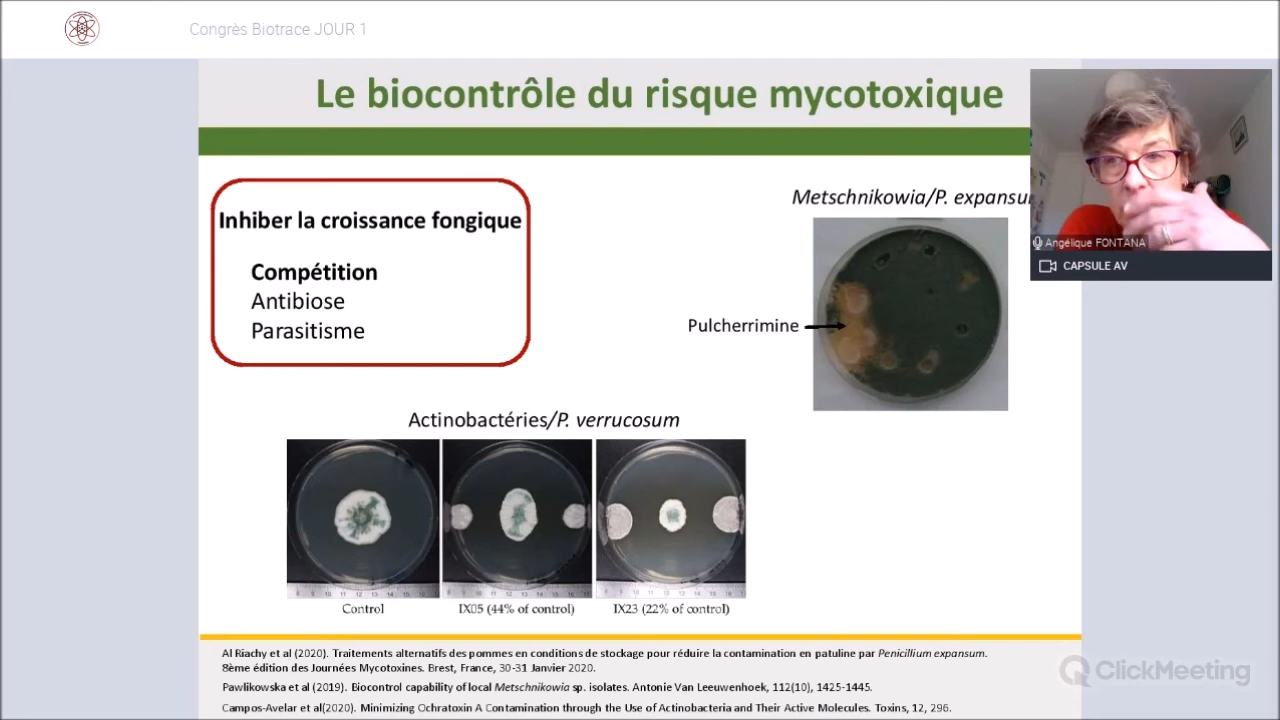 Congrès Biotrace JOUR 1
Le biocontrôle du risque mycotoxique
Inhiber la croissance fongique
Compétition
Antibiose
Parasitisme
Metschnikowia/P. expansu
Pulcherrimine
Angélique FONTANA
CAPSULE AV
Actinobactéries/P. verrucosum
Control
IX05 (44% of control)
IX23 (22% of control)
Al Riachy et al (2020). Traitements alternatifs des pommes en conditions de stockage pour réduire la contamination en patuline par Penicillium expansum.
8ème édition des Journées Mycotoxines. Brest, France, 30-31 Janvier 2020.
Pawlikowska et al (2019). Biocontrol capability of local Metschnikowia sp. isolates. Antonie Van Leeuwenhoek, 112(10), 1425-1445.
Campos-Avelar et al(2020). Minimizing Ochratoxin A Contamination through the Use of Actinobacteria and Their Active Molecules. Toxins, 12, 296.
ClickMeeting